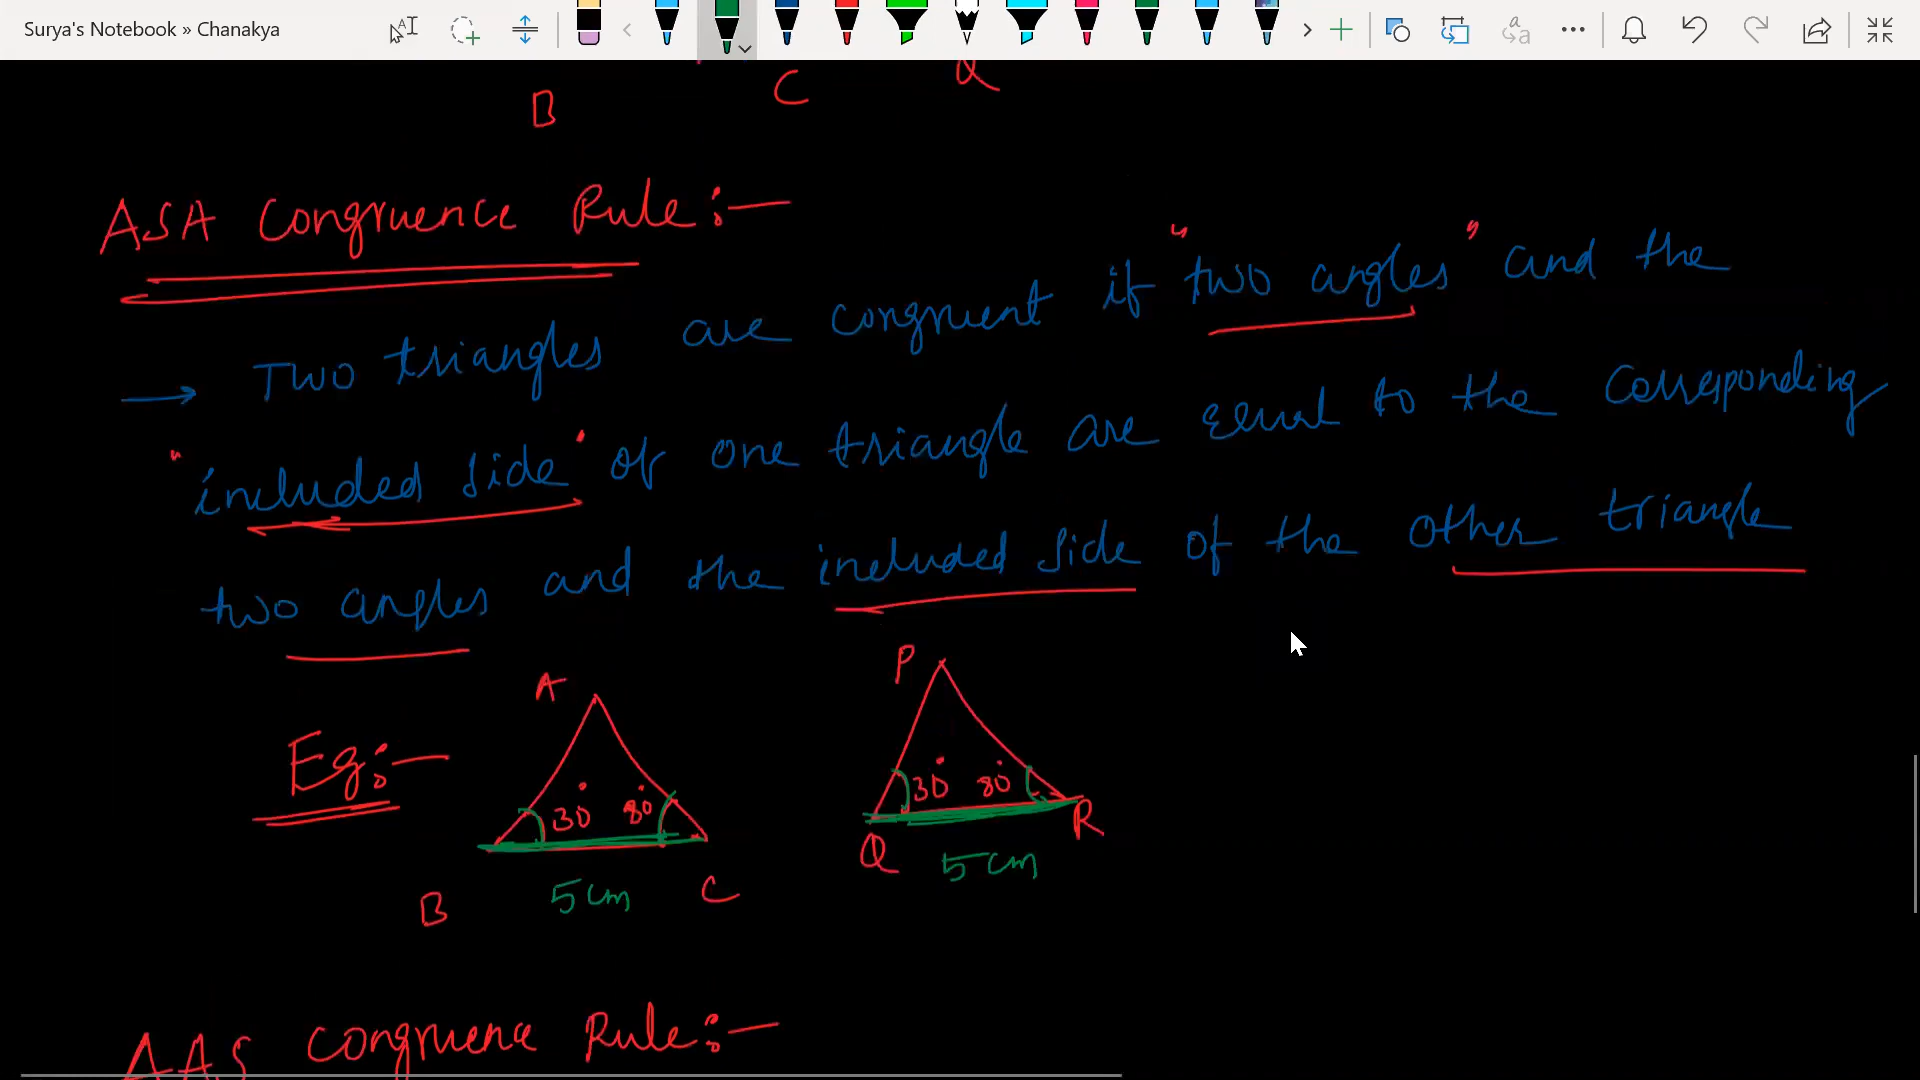 Surya's Notebook » Chanakya
B C Q
ASA Congruence Rule:—
→ Two triangles are congruent if "two angles" and the
"included side" of one triangle are equal to the corresponding
two angles and the included side of the other triangle
Eg:—
A P
30° 80° 30° 80°
B 5cm C Q 5cm R
AAS Congruence Rule:—